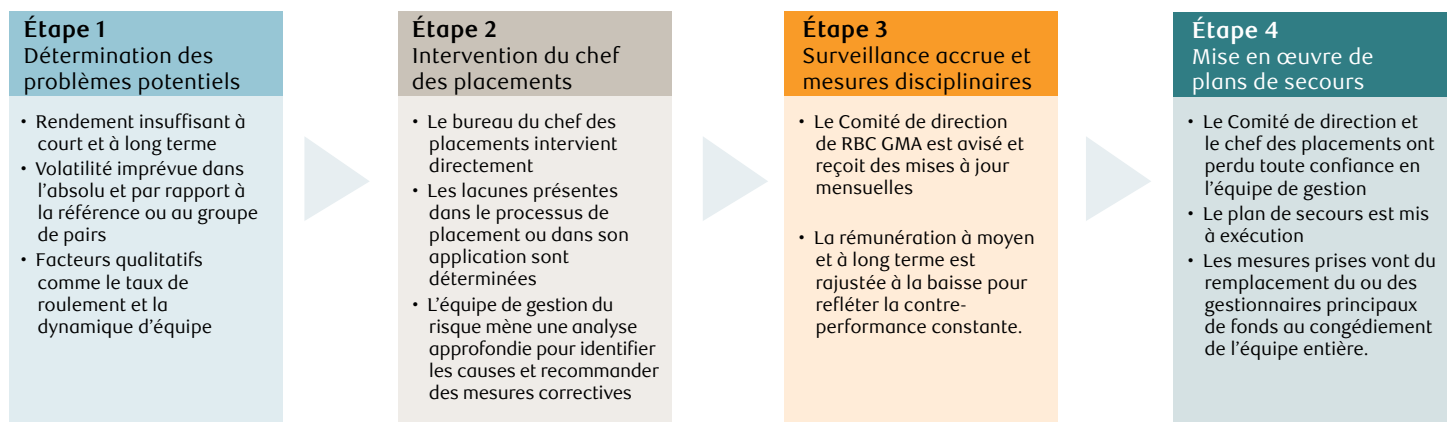 Étape 1
Détermination des
problèmes potentiels
• Rendement insuffisant à
court et à long terme
• Volatilité imprévue dans
l'absolu et par rapport à
la référence ou au groupe
de pairs
• Facteurs qualitatifs
comme le taux de
roulement et la
dynamique d'équipe
Étape 2
Intervention du chef
des placements
• Le bureau du chef des
placements intervient
directement
• Les lacunes présentes
dans le processus de
placement ou dans son
application sont
déterminées
• L'équipe de gestion du
risque mène une analyse
approfondie pour identifier
les causes et recommander
des mesures correctives
Étape 3
Surveillance accrue et
mesures disciplinaires
• Le Comité de direction
de RBC GMA est avisé et
reçoit des mises à jour
mensuelles
• La rémunération à moyen
et à long terme est
rajustée à la baisse pour
refléter la contre-
performance constante.
Étape 4
Mise en œuvre de
plans de secours
• Le Comité de direction et
le chef des placements ont
perdu toute confiance en
l'équipe de gestion
• Le plan de secours est mis
à exécution
• Les mesures prises vont du
remplacement du ou des
gestionnaires principaux
de fonds au congédiement
de l'équipe entière.